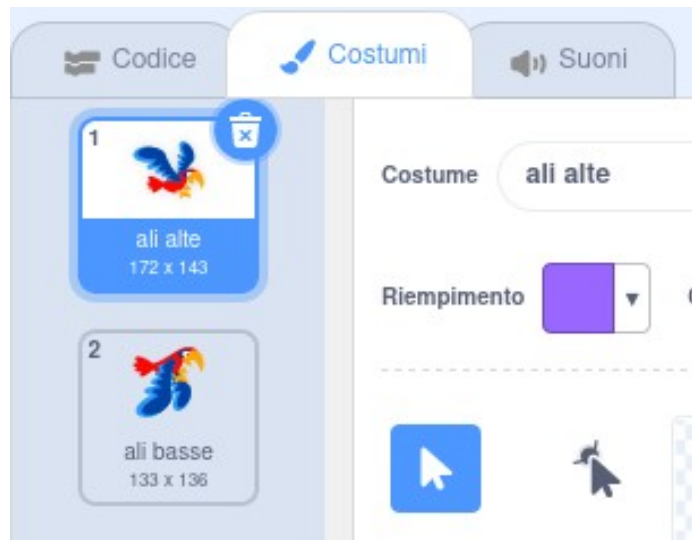 Codice
Costumi
Suoni
1
ali alte
172 x 143
2
ali basse
133 x 136
Costume
ali alte
Riempimento